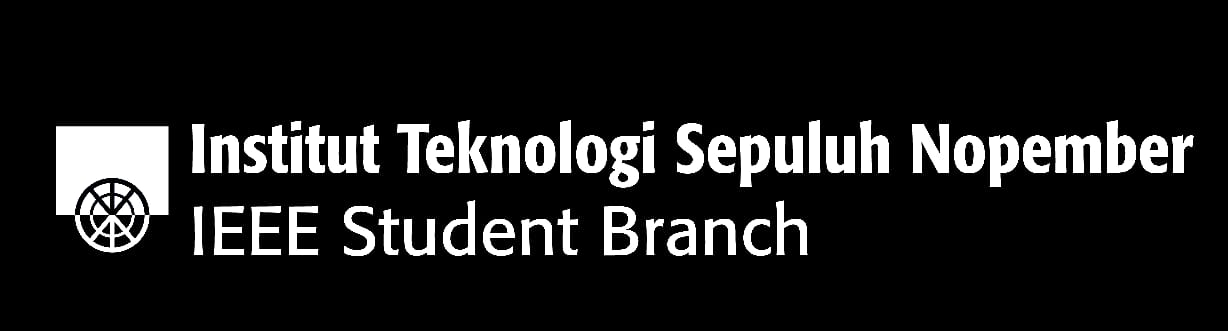 Institut Teknologi Sepuluh Nopember
IEEE Student Branch